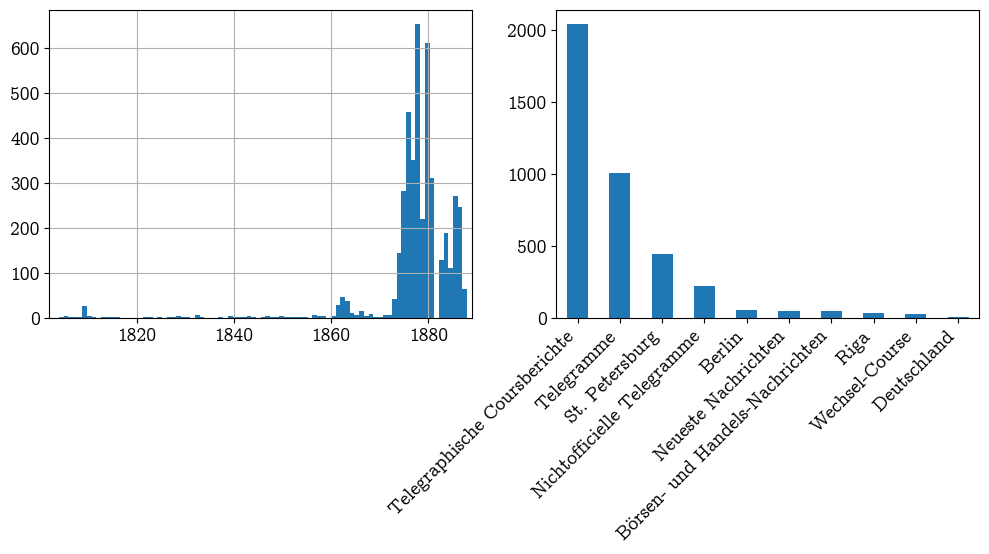 600
500
400
300
200
100
0
1820
1840
1860
1880
2000
1500
1000
500
0
Telegraphische Coursberichte
Telegramme
St. Petersburg
Nichtofficielle Telegramme
Berlin
Neueste Nachrichten
Börsen- und Handels-Nachrichten
Riga
Wechsel-Course
Deutschland